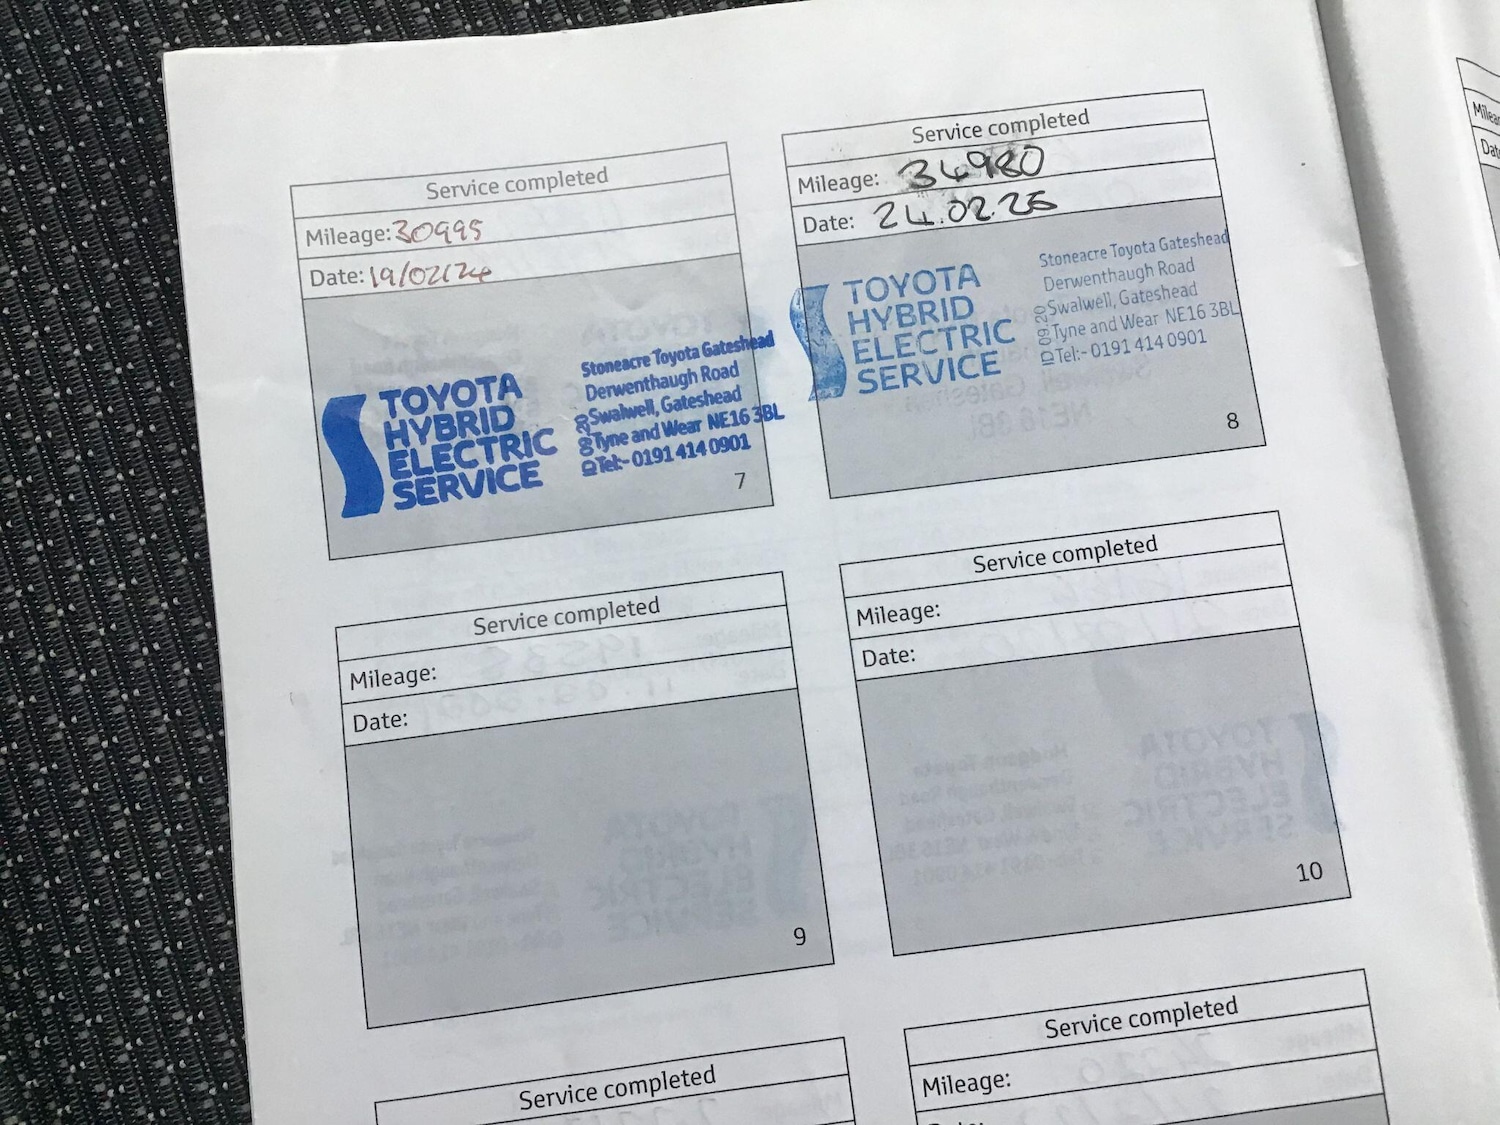 Service completed
Mileage: 30995
Date: 19/02/24
TOYOTA
HYBRID
ELECTRIC
SERVICE
Stoneacre Toyota Gateshead
Derwenthaugh Road
Swalwell, Gateshead
Tyne and Wear NE16 3BL
Tel:- 0191 414 0901
7
Service completed
Mileage: 34980
Date: 24.02.25
TOYOTA
HYBRID
ELECTRIC
SERVICE
Stoneacre Toyota Gateshead
Derwenthaugh Road
Swalwell, Gateshead
Tyne and Wear NE16 3BL
Tel:- 0191 414 0901
ID 09 20
8
Service completed
Mileage:
Date:
9
Service completed
Mileage:
Date:
10
Service completed
Service completed
Mileage: